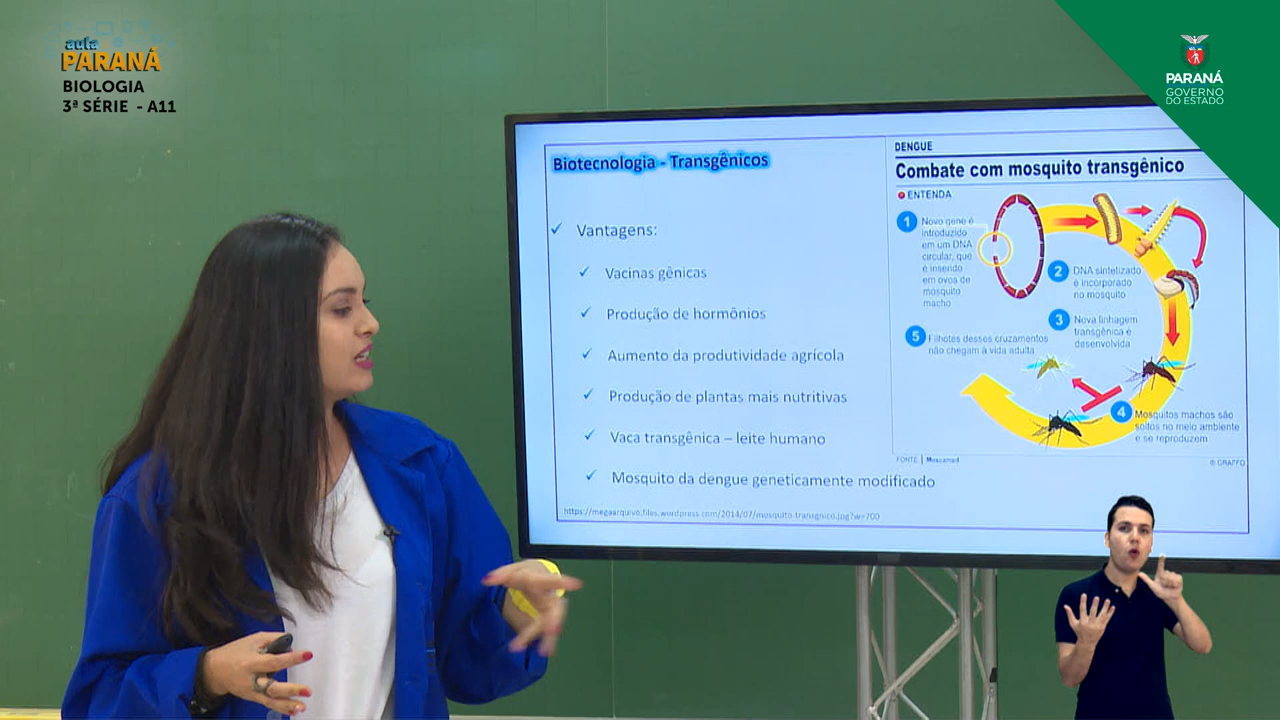 aula
PARANÁ
BIOLOGIA
3ª SÉRIE - A11
PARANÁ
GOVERNO
DO ESTADO
Biotecnologia - Transgênicos
✓ Vantagens:
✓ Vacinas gênicas
✓ Produção de hormônios
✓ Aumento da produtividade agrícola
✓ Produção de plantas mais nutritivas
✓ Vaca transgênica – leite humano
✓ Mosquito da dengue geneticamente modificado
https://megaarquivo.files.wordpress.com/2014/07/mosquito-transgnico.jpg?w=700
DENGUE
Combate com mosquito transgênico
ENTENDA
1 Novo gene é
introduzido
em um DNA
circular, que
é inserido
em ovos de
mosquito
macho
2 DNA sintetizado
é incorporado
no mosquito
3 Nova linhagem
transgênica é
desenvolvida
4 Mosquitos machos são
soltos no meio ambiente
e se reproduzem
5 Filhotes desses cruzamentos
não chegam à vida adulta
FONTE | Moscamed
© GRAFFO